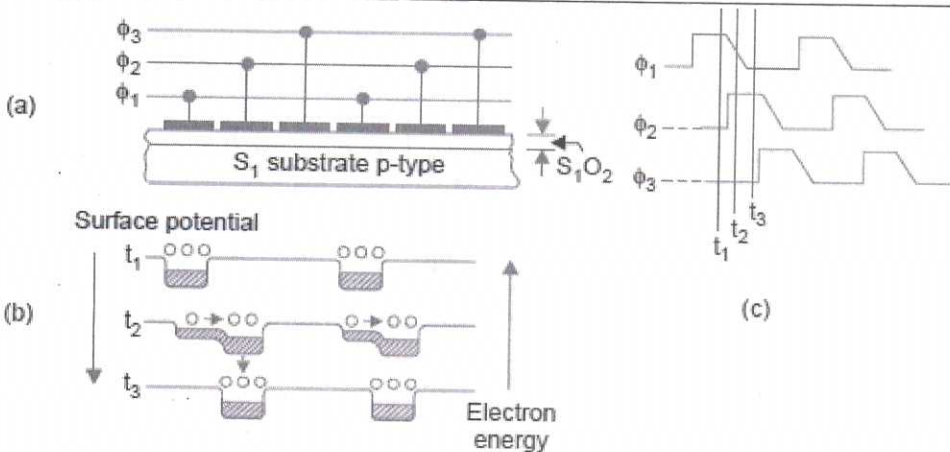 (a)
ϕ3
ϕ2
ϕ1
S1 substrate p-type
S1O2
Surface potential
(b)
t1
t2
t3
Electron
energy
ϕ1
ϕ2
ϕ3
t1
t2
t3
(c)